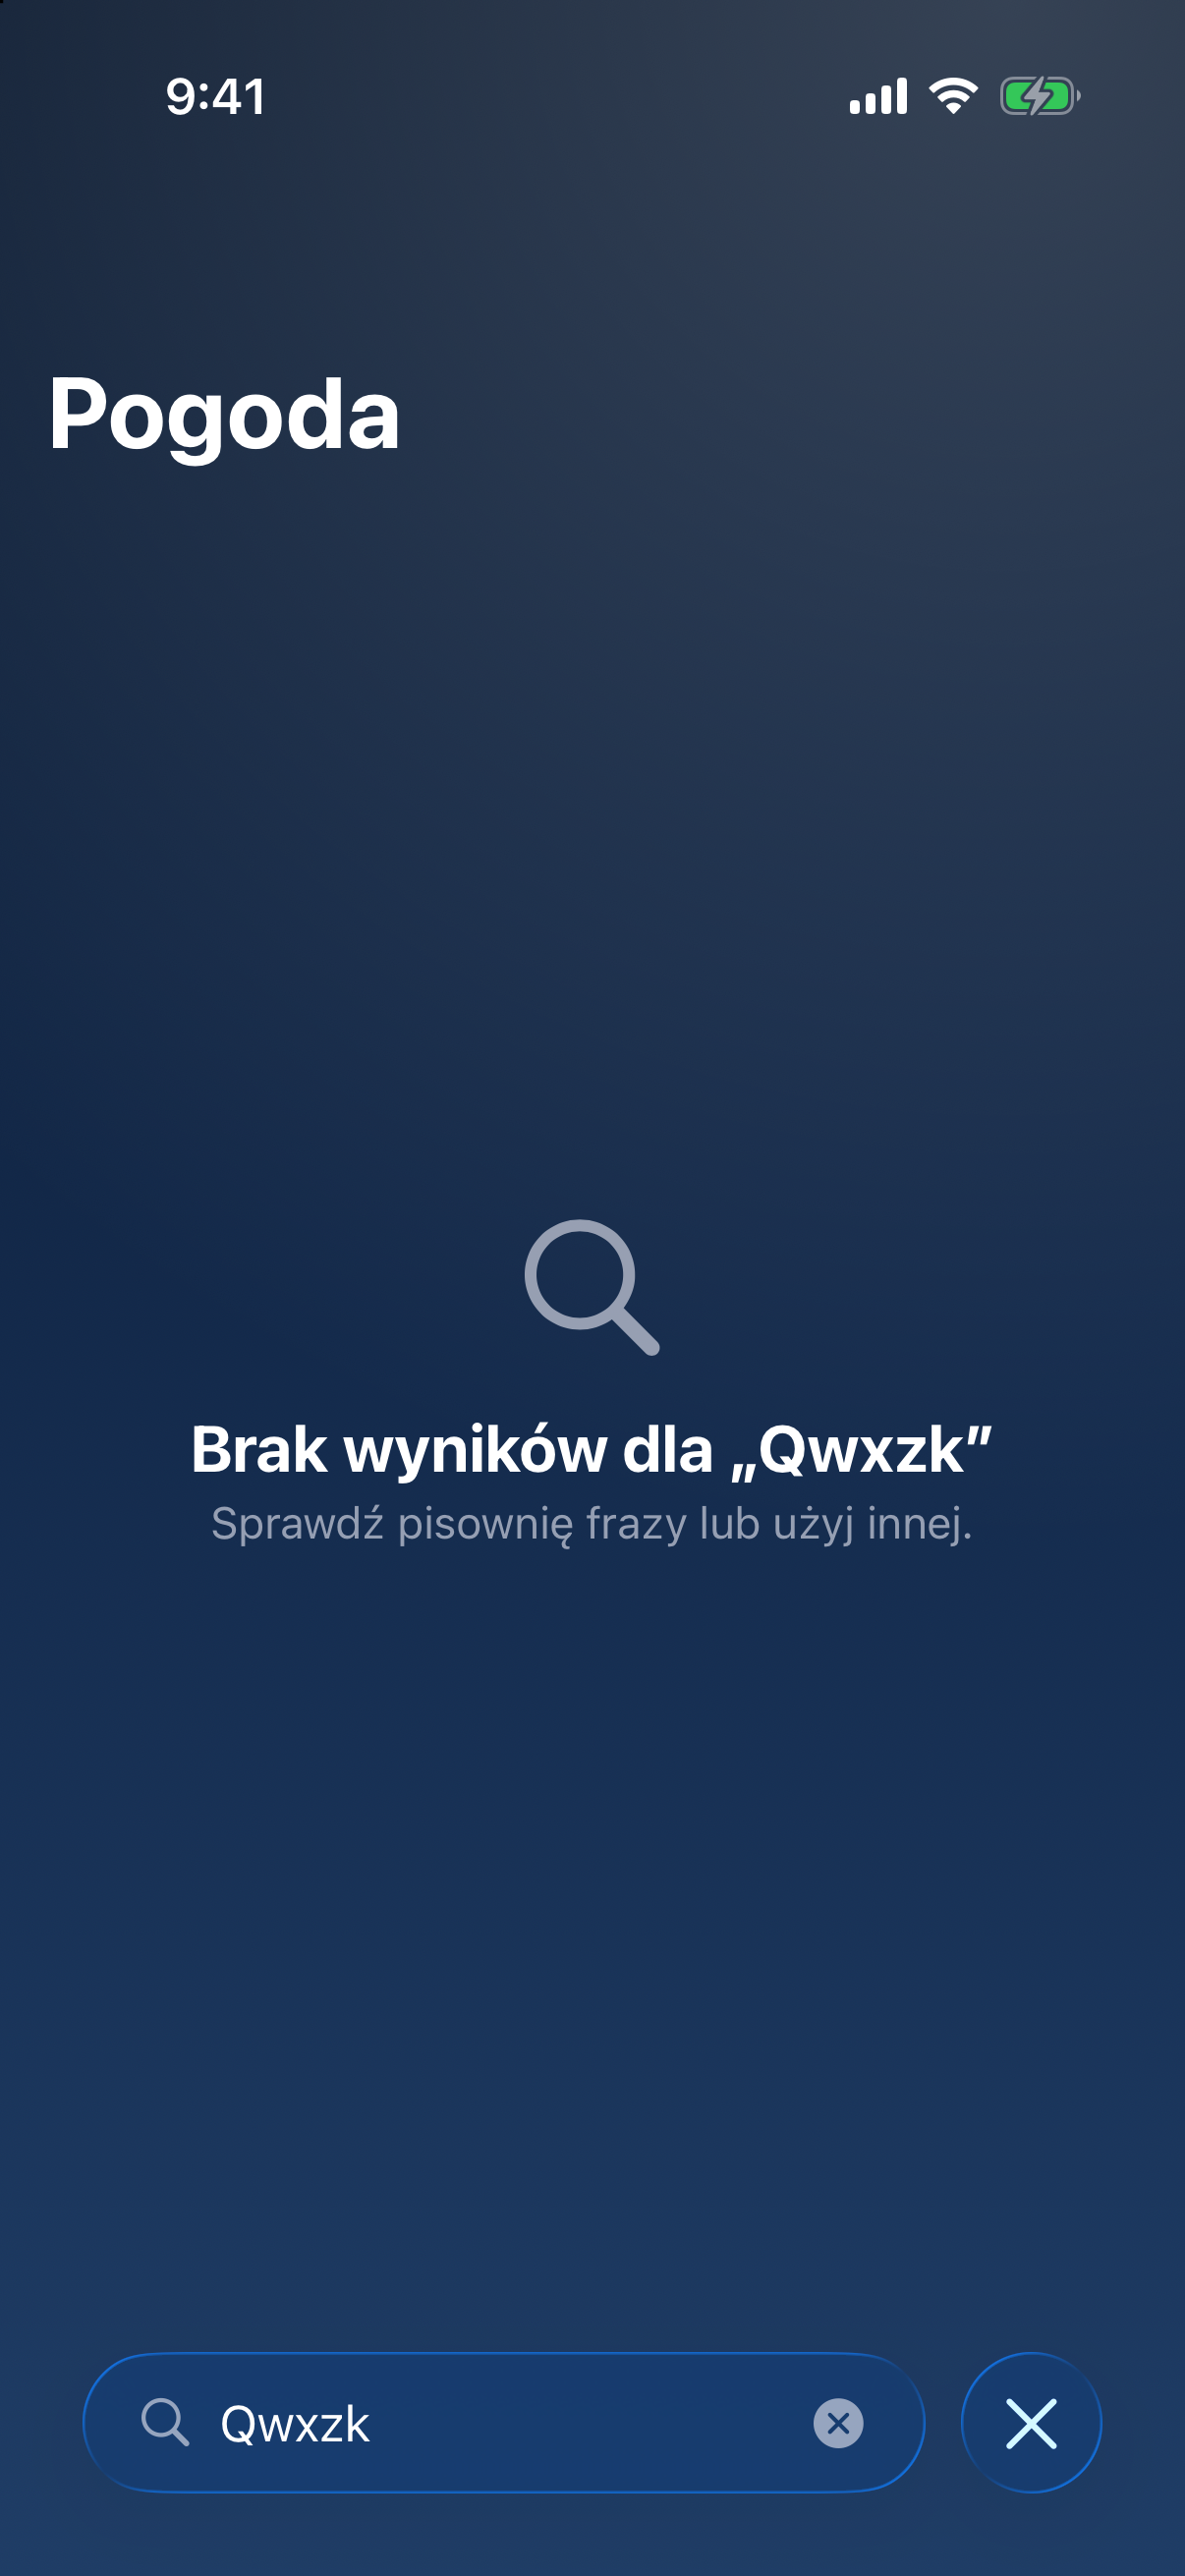 9:41
Pogoda
Brak wyników dla „Qwxzk”
Sprawdź pisownię frazy lub użyj innej.
Qwxzk